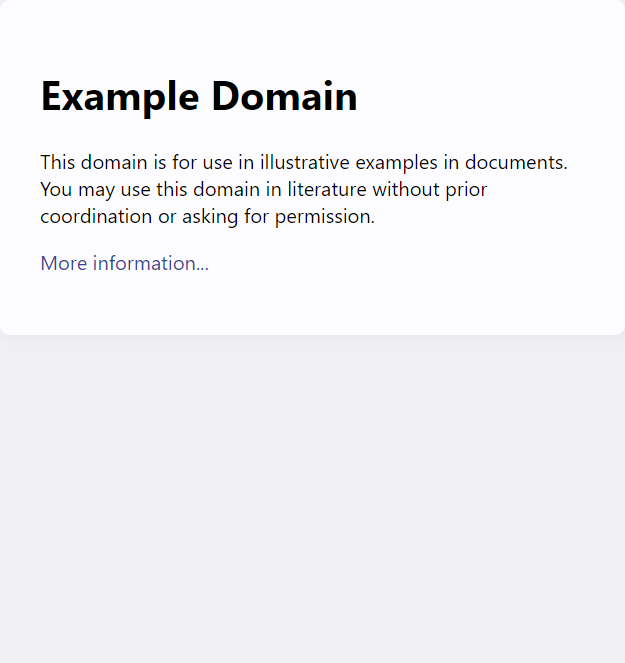 Example Domain
This domain is for use in illustrative examples in documents.
You may use this domain in literature without prior
coordination or asking for permission.
More information...